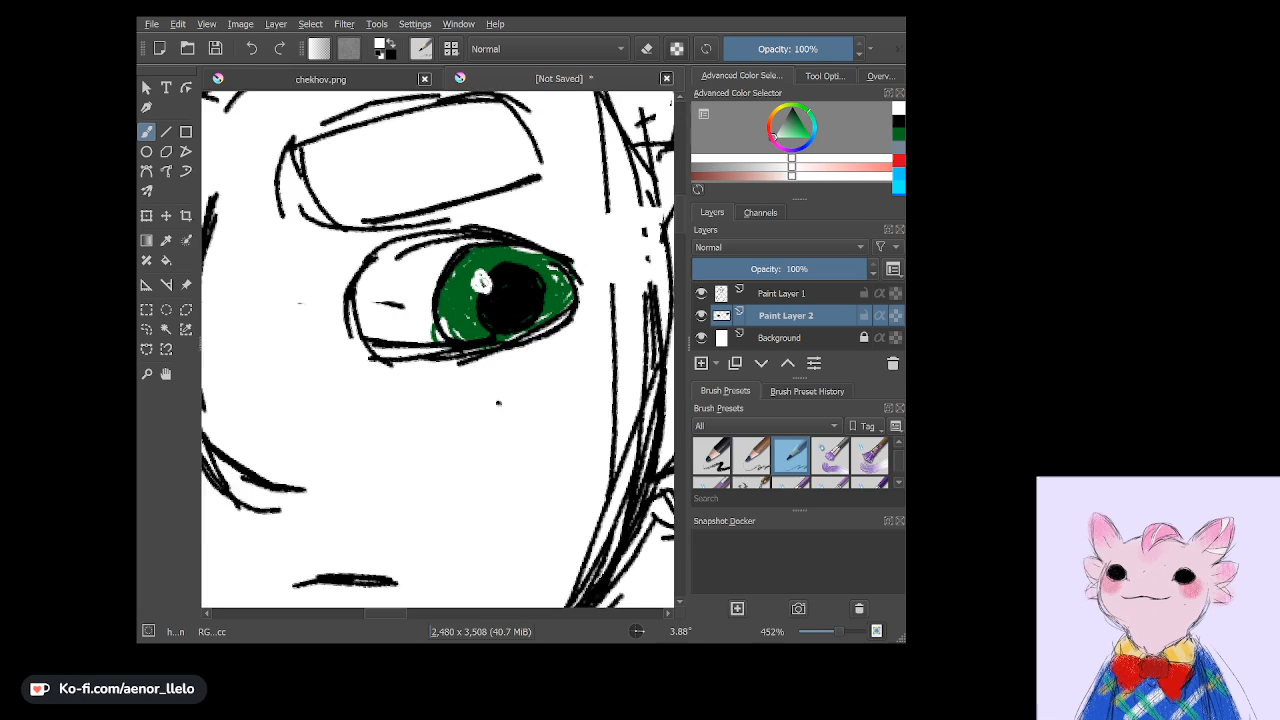 File Edit View Image Layer Select Filter Tools Settings Window Help
Normal
Opacity: 100%
chekhov.png
[Not Saved] *
Advanced Color Sele...
Tool Opti...
Overv...
Advanced Color Selector
Layers
Channels
Layers
Normal
Opacity: 100%
Paint Layer 1
Paint Layer 2
Background
Brush Presets
Brush Preset History
Brush Presets
All
Tag
Search
Snapshot Docker
h...n
RG...cc
2,480 x 3,508 (40.7 MiB)
3.88°
452%
Ko-fi.com/aenor_llelo